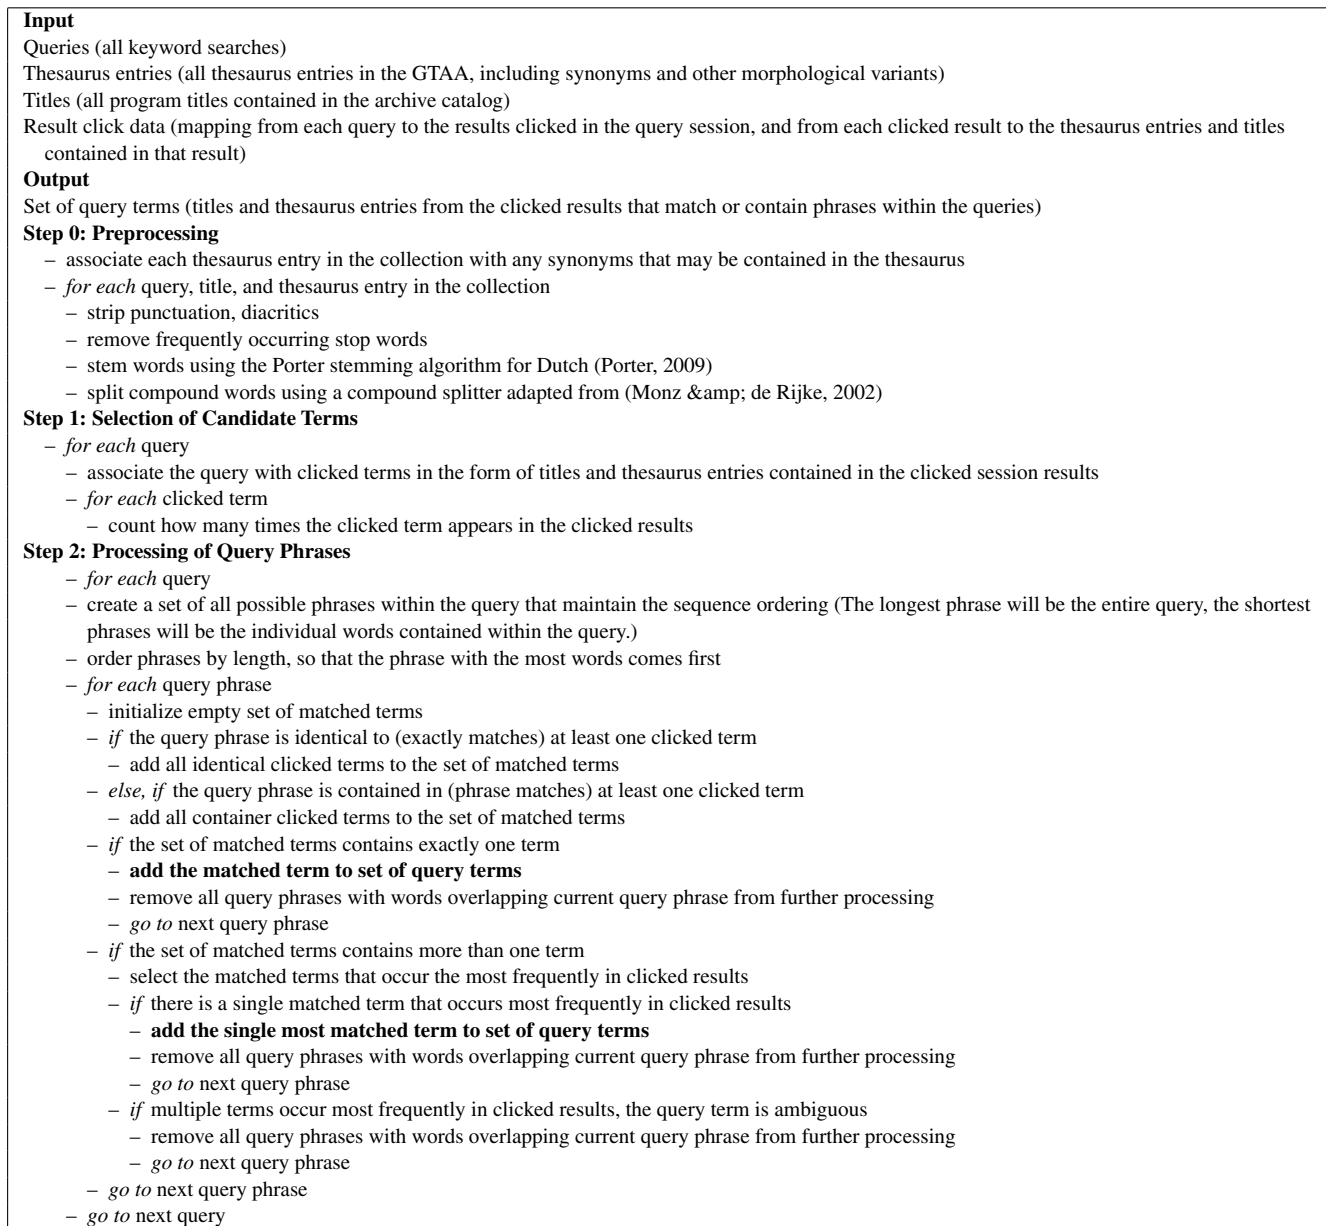 Input
Queries (all keyword searches)
Thesaurus entries (all thesaurus entries in the GTAA, including synonyms and other morphological variants)
Titles (all program titles contained in the archive catalog)
Result click data (mapping from each query to the results clicked in the query session, and from each clicked result to the thesaurus entries and titles
contained in that result)
Output
Set of query terms (titles and thesaurus entries from the clicked results that match or contain phrases within the queries)
Step 0: Preprocessing
– associate each thesaurus entry in the collection with any synonyms that may be contained in the thesaurus
– for each query, title, and thesaurus entry in the collection
– strip punctuation, diacritics
– remove frequently occurring stop words
– stem words using the Porter stemming algorithm for Dutch (Porter, 2009)
– split compound words using a compound splitter adapted from (Monz &amp; de Rijke, 2002)
Step 1: Selection of Candidate Terms
– for each query
– associate the query with clicked terms in the form of titles and thesaurus entries contained in the clicked session results
– for each clicked term
– count how many times the clicked term appears in the clicked results
Step 2: Processing of Query Phrases
– for each query
– create a set of all possible phrases within the query that maintain the sequence ordering (The longest phrase will be the entire query, the shortest
phrases will be the individual words contained within the query.)
– order phrases by length, so that the phrase with the most words comes first
– for each query phrase
– initialize empty set of matched terms
– if the query phrase is identical to (exactly matches) at least one clicked term
– add all identical clicked terms to the set of matched terms
– else, if the query phrase is contained in (phrase matches) at least one clicked term
– add all container clicked terms to the set of matched terms
– if the set of matched terms contains exactly one term
– add the matched term to set of query terms
– remove all query phrases with words overlapping current query phrase from further processing
– go to next query phrase
– if the set of matched terms contains more than one term
– select the matched terms that occur the most frequently in clicked results
– if there is a single matched term that occurs most frequently in clicked results
– add the single most matched term to set of query terms
– remove all query phrases with words overlapping current query phrase from further processing
– go to next query phrase
– if multiple terms occur most frequently in clicked results, the query term is ambiguous
– remove all query phrases with words overlapping current query phrase from further processing
– go to next query phrase
– go to next query phrase
– go to next query